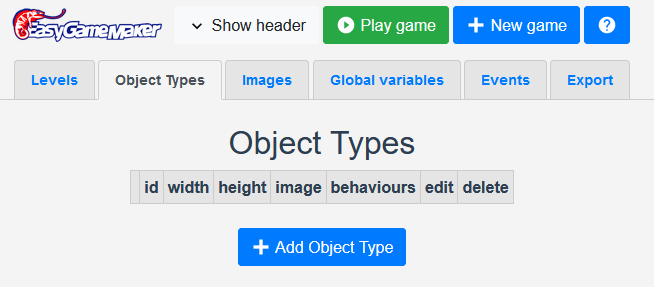 EasyGameMaker Show header Play game New game ?
Levels Object Types Images Global variables Events Export
Object Types
id width height image behaviours edit delete
Add Object Type